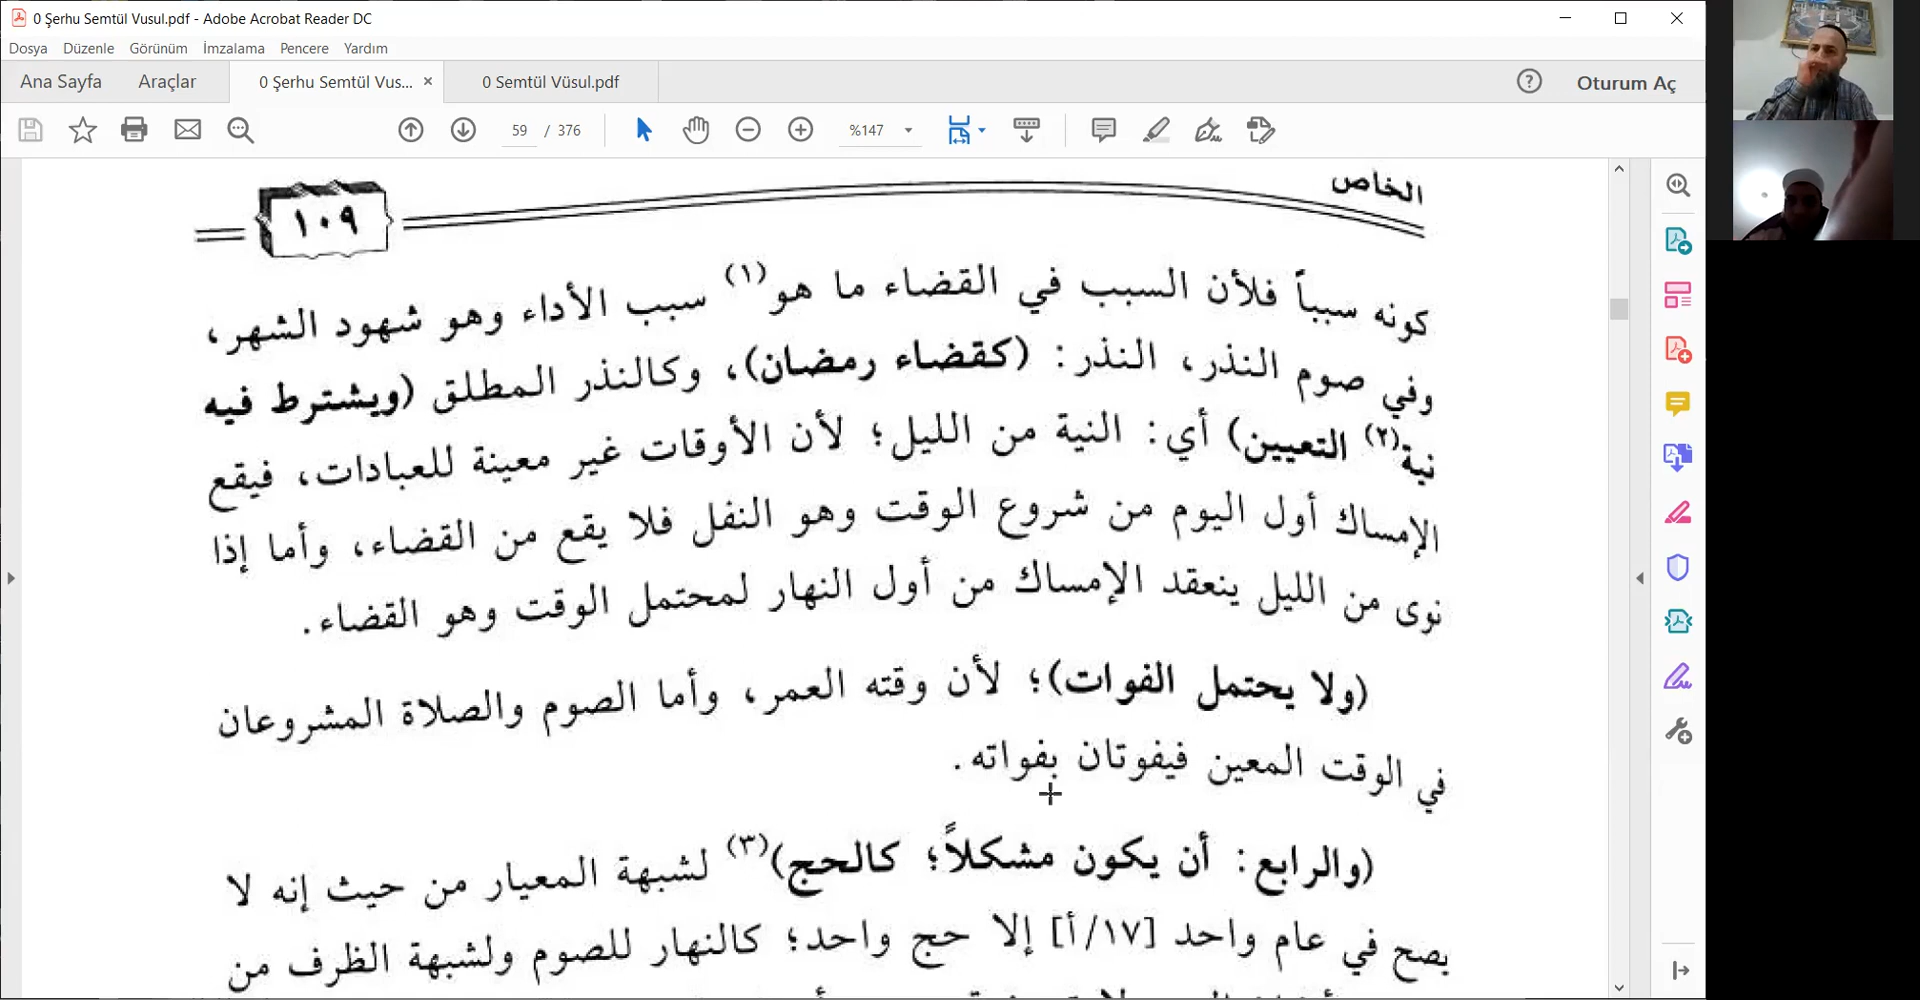 0 Şerhu Semtül Vusul.pdf - Adobe Acrobat Reader DC
Dosya Düzenle Görünüm İmzalama Pencere Yardım
Ana Sayfa Araçlar 0 Şerhu Semtül Vus... × 0 Semtül Vüsul.pdf Oturum Aç
59 / 376 %147
الخاص
١٠٩
كونه سبباً فلأن السبب في القضاء ما هو(١) سبب الأداء وهو شهود الشهر،
وفي صوم النذر، النذر: (كقضاء رمضان)، وكالنذر المطلق (ويشترط فيه
نية(٢) التعيين) أي: النية من الليل؛ لأن الأوقات غير معينة للعبادات، فيقع
الإمساك أول اليوم من شروع الوقت وهو النفل فلا يقع من القضاء، وأما إذا
نوى من الليل ينعقد الإمساك من أول النهار لمحتمل الوقت وهو القضاء.
(ولا يحتمل الفوات)؛ لأن وقته العمر، وأما الصوم والصلاة المشروعان
في الوقت المعين فيفوتان بفواته.
(والرابع: أن يكون مشكلاً؛ كالحج)(٣) لشبهة المعيار من حيث إنه لا
يصح في عام واحد [١٧/أ] إلا حج واحد؛ كالنهار للصوم ولشبهة الظرف من